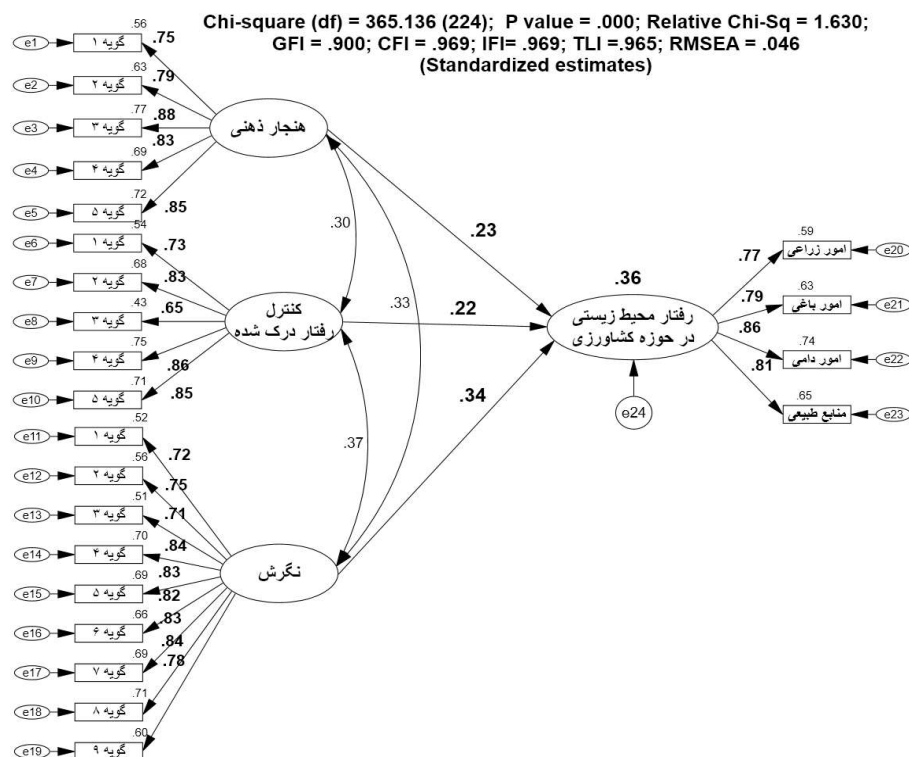 Chi-square (df) = 365.136 (224); P value = .000; Relative Chi-Sq = 1.630;
GFI = .900; CFI = .969; IFI= .969; TLI =.965; RMSEA = .046
(Standardized estimates)
e1
گویه ۱
.56
.75
e2
گویه ۲
.63
.79
e3
گویه ۳
.77
.88
e4
گویه ۴
.69
.83
e5
گویه ۵
.72
.85
هنجار ذهنی
e6
گویه ۱
.54
.73
e7
گویه ۲
.68
.83
e8
گویه ۳
.43
.65
e9
گویه ۴
.75
.86
e10
گویه ۵
.71
.85
کنترل
رفتار درک شده
e11
گویه ۱
.52
.72
e12
گویه ۲
.56
.75
e13
گویه ۳
.51
.71
e14
گویه ۴
.70
.84
e15
گویه ۵
.69
.83
e16
گویه ۶
.66
.82
e17
گویه ۷
.69
.83
e18
گویه ۸
.71
.84
e19
گویه ۹
.60
.78
نگرش
.30
.33
.37
.23
.22
.34
.36
رفتار محیط زیستی
در حوزه کشاورزی
e24
.59
امور زراعی
e20
.77
.63
امور باغی
e21
.79
.74
امور دامی
e22
.86
.65
منابع طبیعی
e23
.81